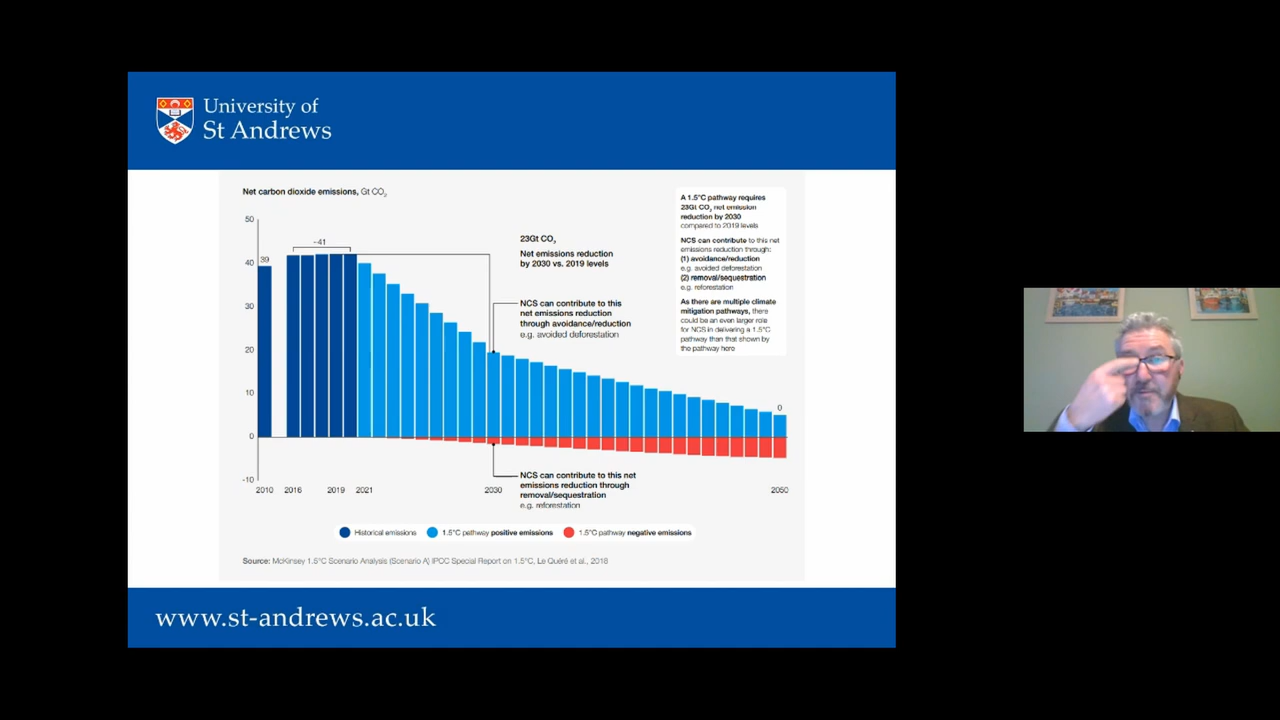 University of
St Andrews
Net carbon dioxide emissions, Gt CO₂
50
40
30
20
10
0
-10
39
~41
23Gt CO₂
Net emissions reduction
by 2030 vs. 2019 levels
NCS can contribute to this
net emissions reduction
through avoidance/reduction
e.g. avoided deforestation
A 1.5°C pathway requires
23Gt CO₂ net emission
reduction by 2030
compared to 2019 levels
NCS can contribute to this net
emissions reduction through:
(1) avoidance/reduction
e.g. avoided deforestation
(2) removal/sequestration
e.g. reforestation
As there are multiple climate
mitigation pathways, there
could be an even larger role
for NCS in delivering a 1.5°C
pathway than that shown by
the pathway here
0
NCS can contribute to this net
emissions reduction through
removal/sequestration
e.g. reforestation
2010 2016 2019 2021 2030 2050
Historical emissions 1.5°C pathway positive emissions 1.5°C pathway negative emissions
Source: McKinsey 1.5°C Scenario Analysis (Scenario A) IPCC Special Report on 1.5°C, Le Quéré et al., 2018
www.st-andrews.ac.uk